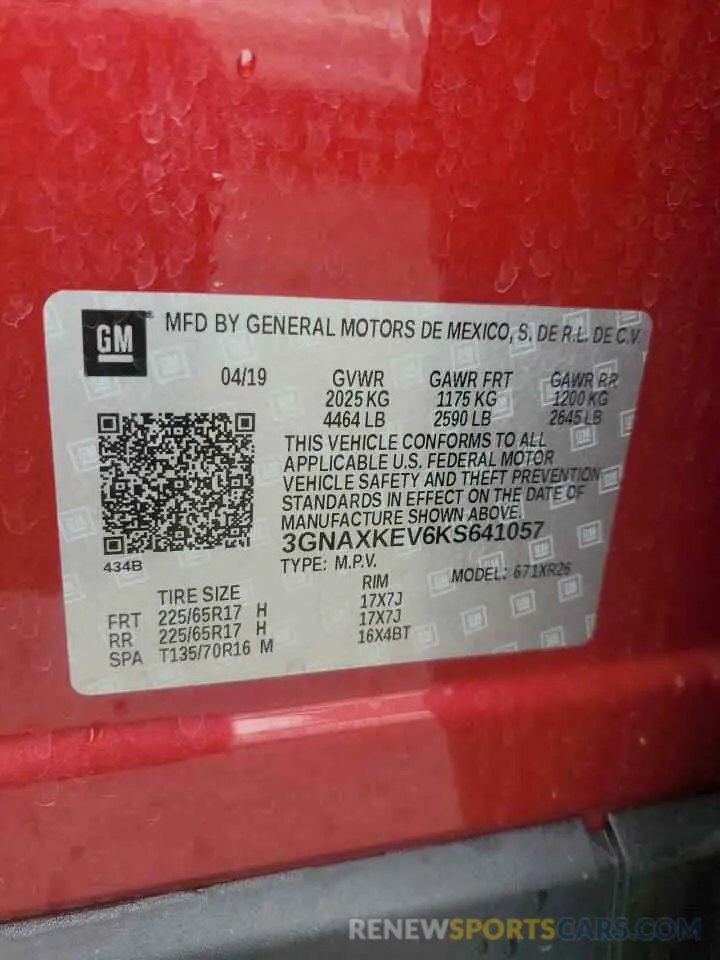 GM
MFD BY GENERAL MOTORS DE MEXICO, S. DE R.L. DE C.V.
04/19 GVWR GAWR FRT GAWR RR
2025 KG 1175 KG 1200 KG
4464 LB 2590 LB 2645 LB
THIS VEHICLE CONFORMS TO ALL
APPLICABLE U.S. FEDERAL MOTOR
VEHICLE SAFETY AND THEFT PREVENTION
STANDARDS IN EFFECT ON THE DATE OF
MANUFACTURE SHOWN ABOVE.
3GNAXKEV6KS641057
434B
TYPE: M.P.V. MODEL: 671XR26
TIRE SIZE RIM
FRT 225/65R17 H 17X7J
RR 225/65R17 H 17X7J
SPA T135/70R16 M 16X4BT
RENEWSPORTSCARS.COM